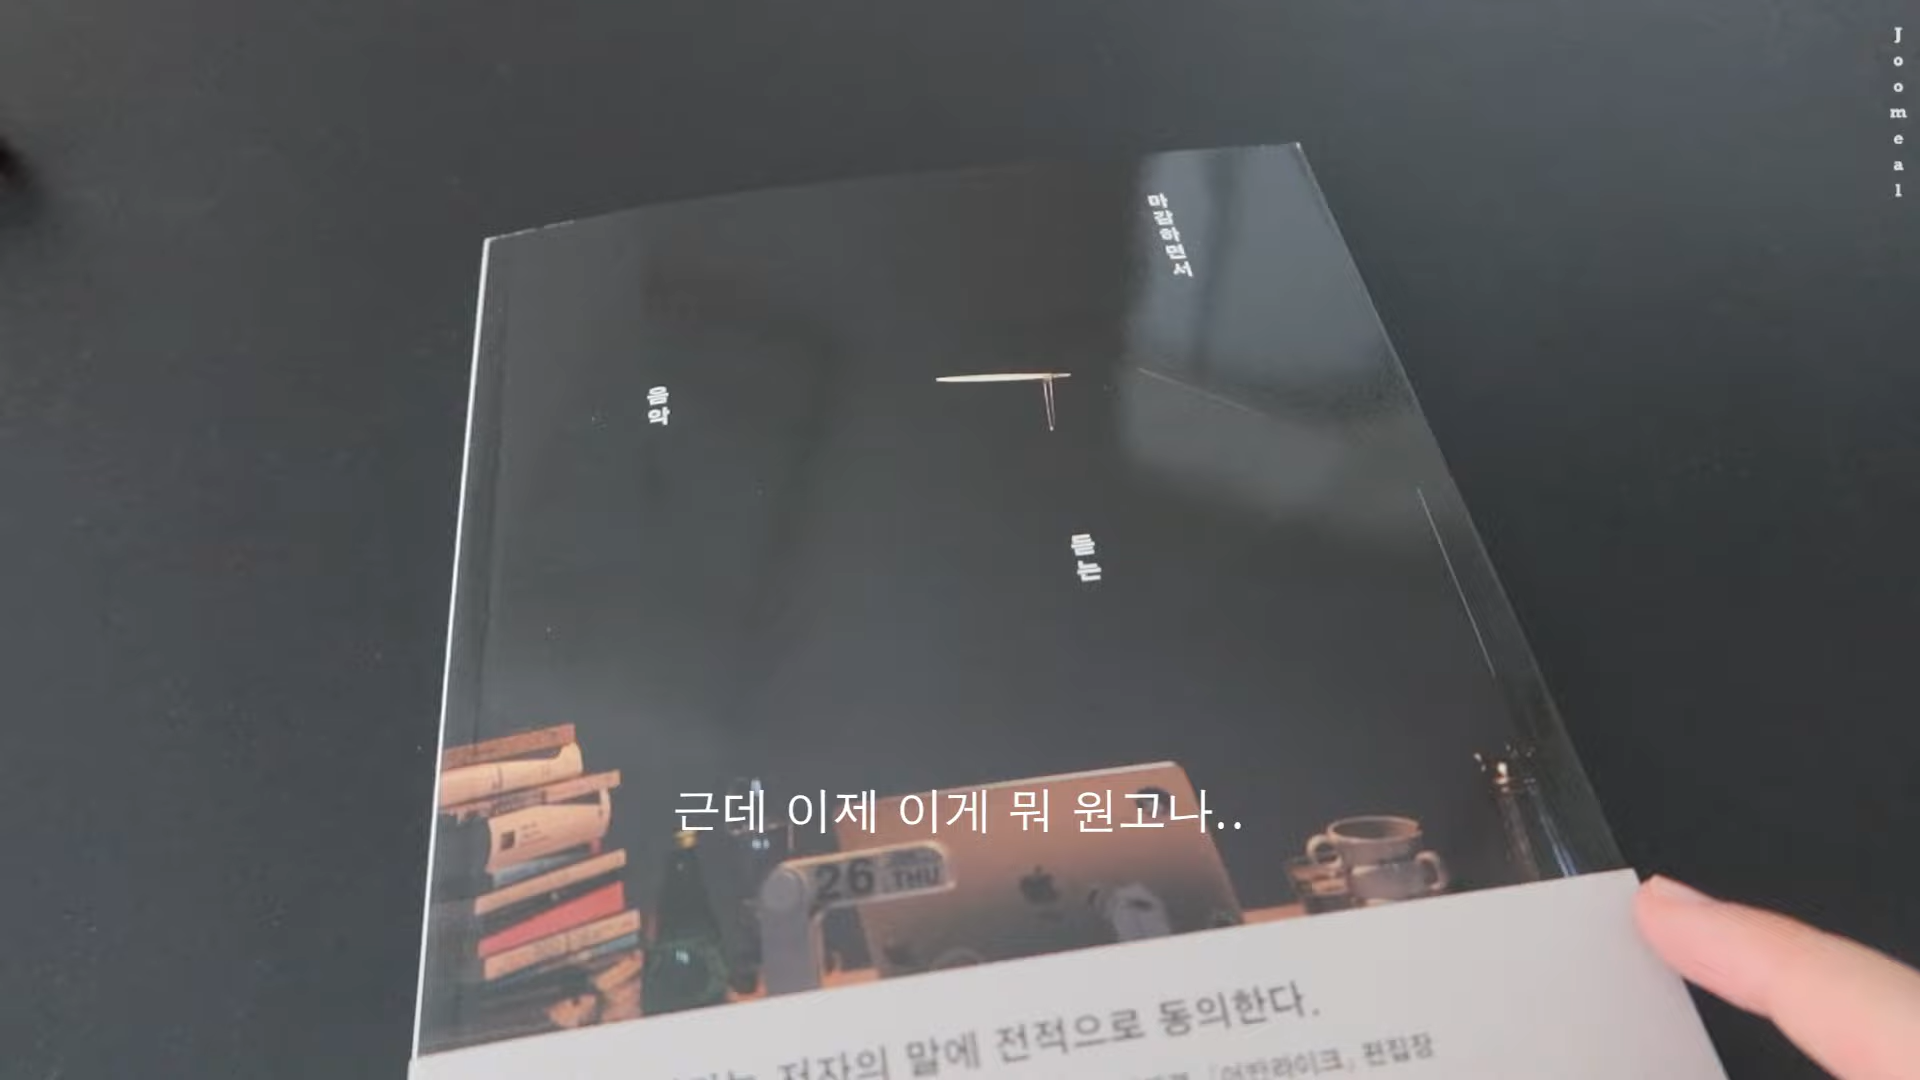 Joomeal
마감하면서
듣는
음악
근데 이제 이게 뭐 원고나..
26 THU
저자의 말에 전적으로 동의한다.
편집장